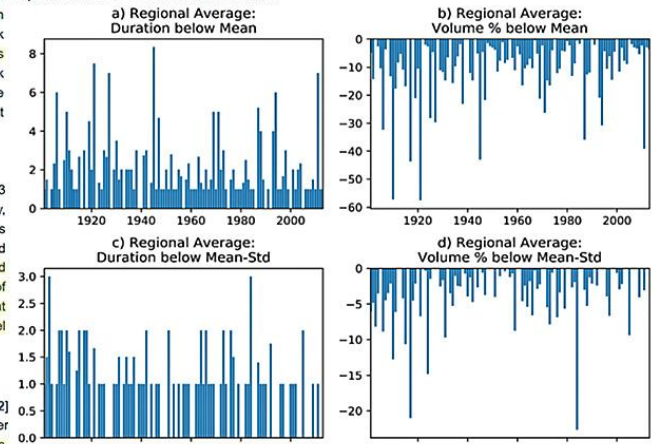 a) Regional Average:
Duration below Mean
8
6
4
2
0
1920 1940 1960 1980 2000
b) Regional Average:
Volume % below Mean
0
−10
−20
−30
−40
−50
−60
1920 1940 1960 1980 2000
c) Regional Average:
Duration below Mean-Std
3.0
2.5
2.0
1.5
1.0
0.5
0.0
d) Regional Average:
Volume % below Mean-Std
0
−5
−10
−15
−20